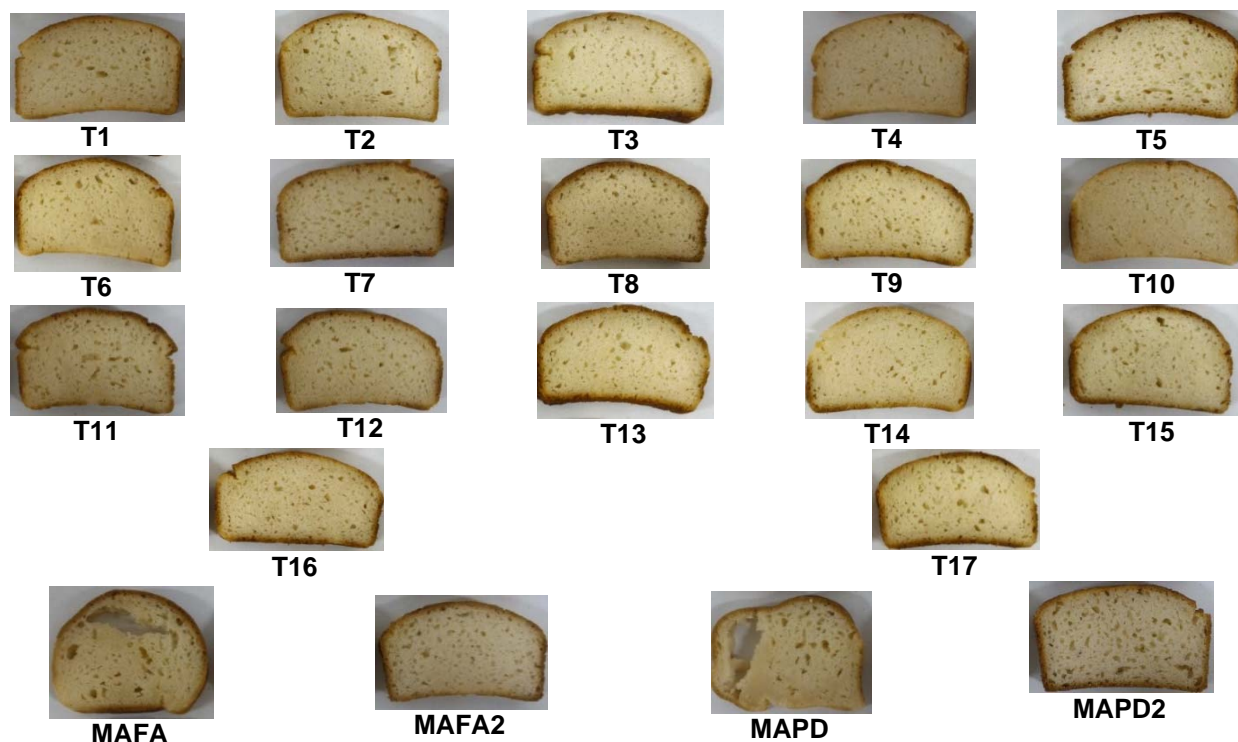 T1 T2 T3 T4 T5
T6 T7 T8 T9 T10
T11 T12 T13 T14 T15
T16 T17
MAFA MAFA2 MAPD MAPD2